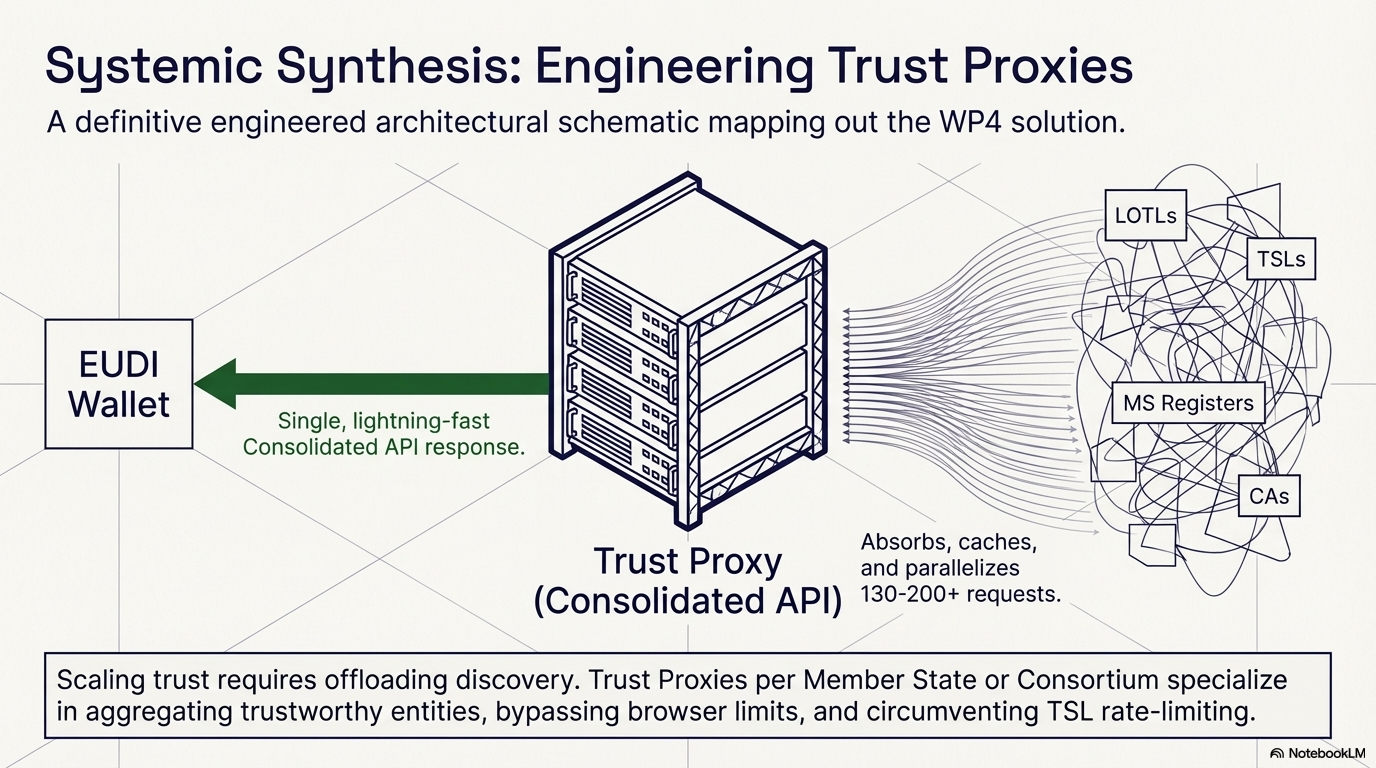 Systemic Synthesis: Engineering Trust Proxies
A definitive engineered architectural schematic mapping out the WP4 solution.
EUDI
Wallet
Single, lightning-fast
Consolidated API response.
Trust Proxy
(Consolidated API)
Absorbs, caches,
and parallelizes
130-200+ requests.
LOTLs
TSLs
MS Registers
CAs
Scaling trust requires offloading discovery. Trust Proxies per Member State or Consortium specialize
in aggregating trustworthy entities, bypassing browser limits, and circumventing TSL rate-limiting.
NotebookLM